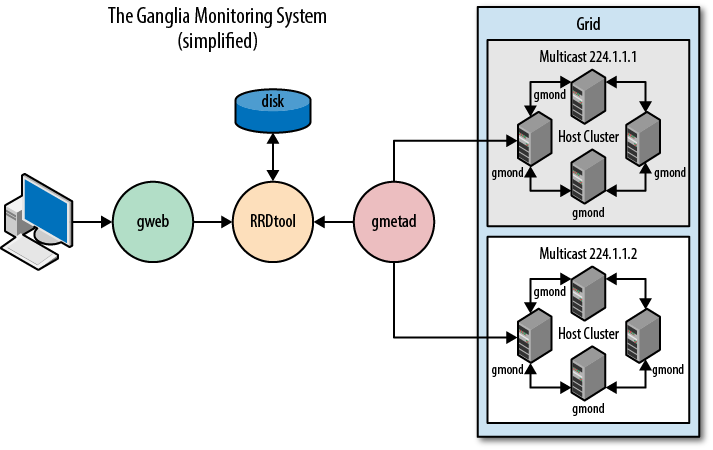 The Ganglia Monitoring System
(simplified)
Grid
Multicast 224.1.1.1
gmond
Host Cluster
gmond
gmond
gmond
disk
gweb
RRDtool
gmetad
Multicast 224.1.1.2
gmond
Host Cluster
gmond
gmond
gmond